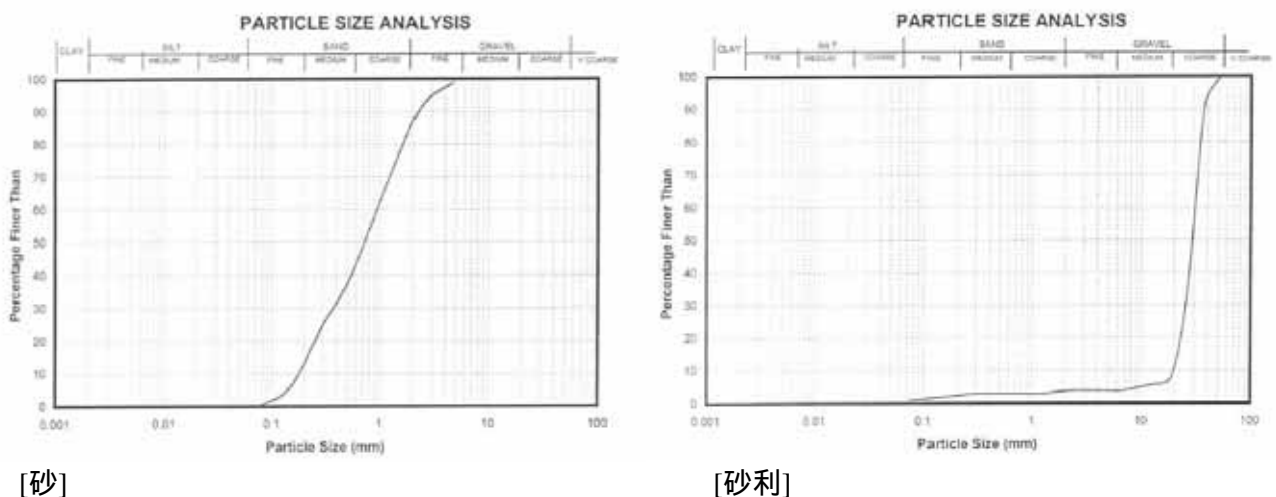 PARTICLE SIZE ANALYSIS
CLAY SILT SAND GRAVEL
FINE MEDIUM COARSE FINE MEDIUM COARSE FINE MEDIUM COARSE V COARSE
Percentage Finer Than
100
90
80
70
60
50
40
30
20
10
0
0.001 0.01 0.1 1 10 100
Particle Size (mm)
[砂]
PARTICLE SIZE ANALYSIS
CLAY SILT SAND GRAVEL
FINE MEDIUM COARSE FINE MEDIUM COARSE FINE MEDIUM COARSE V COARSE
Percentage Finer Than
100
90
80
70
60
50
40
30
20
10
0
0.001 0.01 0.1 1 10 100
Particle Size (mm)
[砂利]